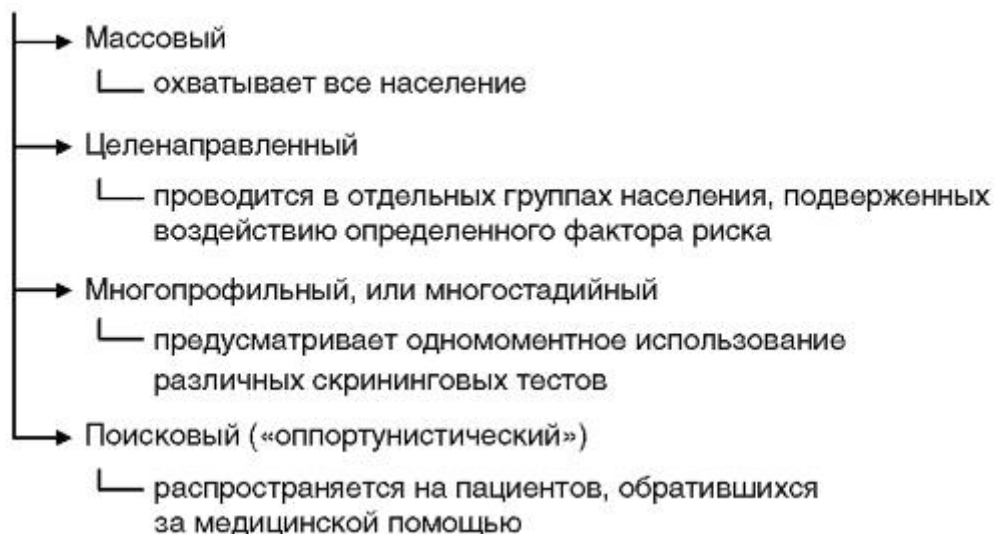 Массовый
охватывает все население
Целенаправленный
проводится в отдельных группах населения, подверженных
воздействию определенного фактора риска
Многопрофильный, или многостадийный
предусматривает одномоментное использование
различных скрининговых тестов
Поисковый («оппортунистический»)
распространяется на пациентов, обратившихся
за медицинской помощью